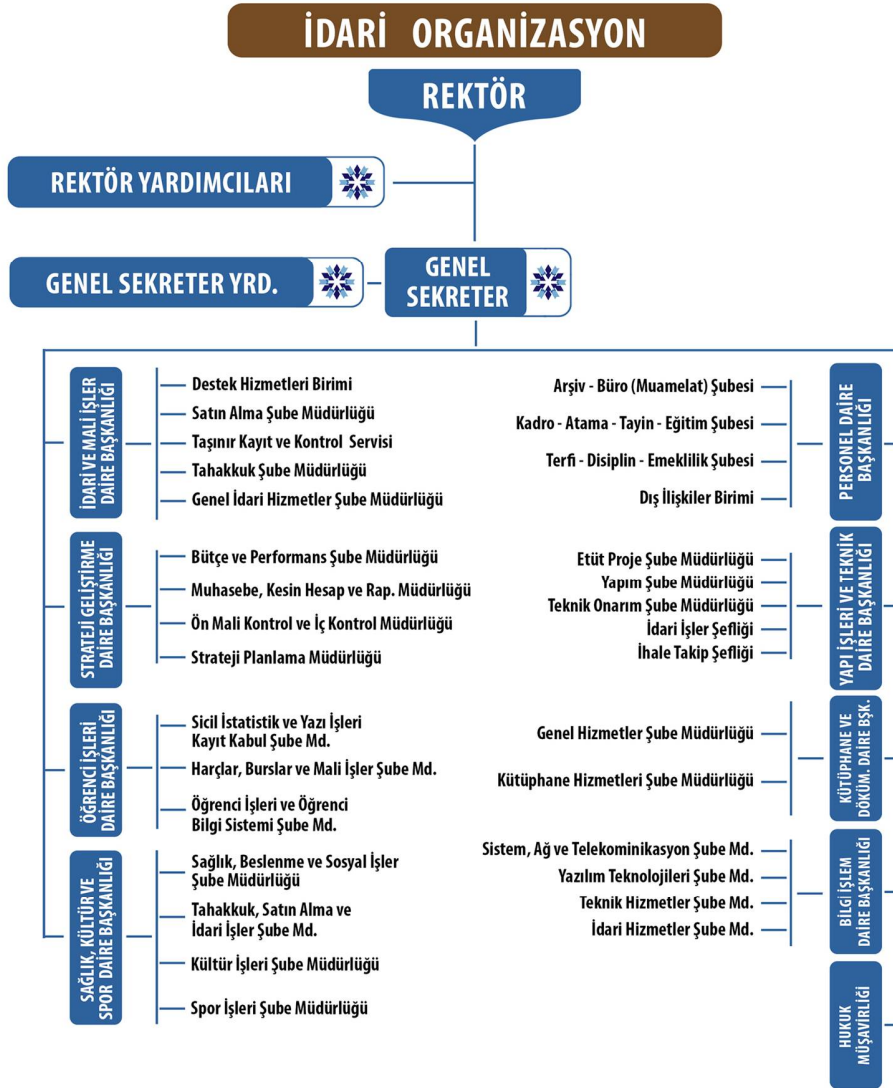 İDARİ ORGANİZASYON
REKTÖR
REKTÖR YARDIMCILARI
GENEL SEKRETER YRD.
GENEL
SEKRETER
İDARİ VE MALİ İŞLER
DAİRE BAŞKANLIĞI
Destek Hizmetleri Birimi
Satın Alma Şube Müdürlüğü
Taşınır Kayıt ve Kontrol Servisi
Tahakkuk Şube Müdürlüğü
Genel İdari Hizmetler Şube Müdürlüğü
STRATEJİ GELİŞTİRME
DAİRE BAŞKANLIĞI
Bütçe ve Performans Şube Müdürlüğü
Muhasebe, Kesin Hesap ve Rap. Müdürlüğü
Ön Mali Kontrol ve İç Kontrol Müdürlüğü
Strateji Planlama Müdürlüğü
ÖĞRENCİ İŞLERİ
DAİRE BAŞKANLIĞI
Sicil İstatistik ve Yazı İşleri
Kayıt Kabul Şube Md.
Harçlar, Burslar ve Mali İşler Şube Md.
Öğrenci İşleri ve Öğrenci
Bilgi Sistemi Şube Md.
SAĞLIK, KÜLTÜR VE
SPOR DAİRE BAŞKANLIĞI
Sağlık, Beslenme ve Sosyal İşler
Şube Müdürlüğü
Tahakkuk, Satın Alma ve
İdari İşler Şube Md.
Kültür İşleri Şube Müdürlüğü
Spor İşleri Şube Müdürlüğü
Arşiv - Büro (Muamelat) Şubesi
Kadro - Atama - Tayin - Eğitim Şubesi
Terfi - Disiplin - Emeklilik Şubesi
Dış İlişkiler Birimi
PERSONEL DAİRE
BAŞKANLIĞI
Etüt Proje Şube Müdürlüğü
Yapım Şube Müdürlüğü
Teknik Onarım Şube Müdürlüğü
İdari İşler Şefliği
İhale Takip Şefliği
YAPI İŞLERİ VE TEKNİK
DAİRE BAŞKANLIĞI
Genel Hizmetler Şube Müdürlüğü
Kütüphane Hizmetleri Şube Müdürlüğü
KÜTÜPHANE VE
DÖKÜM. DAİRE BŞK.
Sistem, Ağ ve Telekominikasyon Şube Md.
Yazılım Teknolojileri Şube Md.
Teknik Hizmetler Şube Md.
İdari Hizmetler Şube Md.
BİLGİ İŞLEM
DAİRE BAŞKANLIĞI
HUKUK
MÜŞAVİRLİĞİ